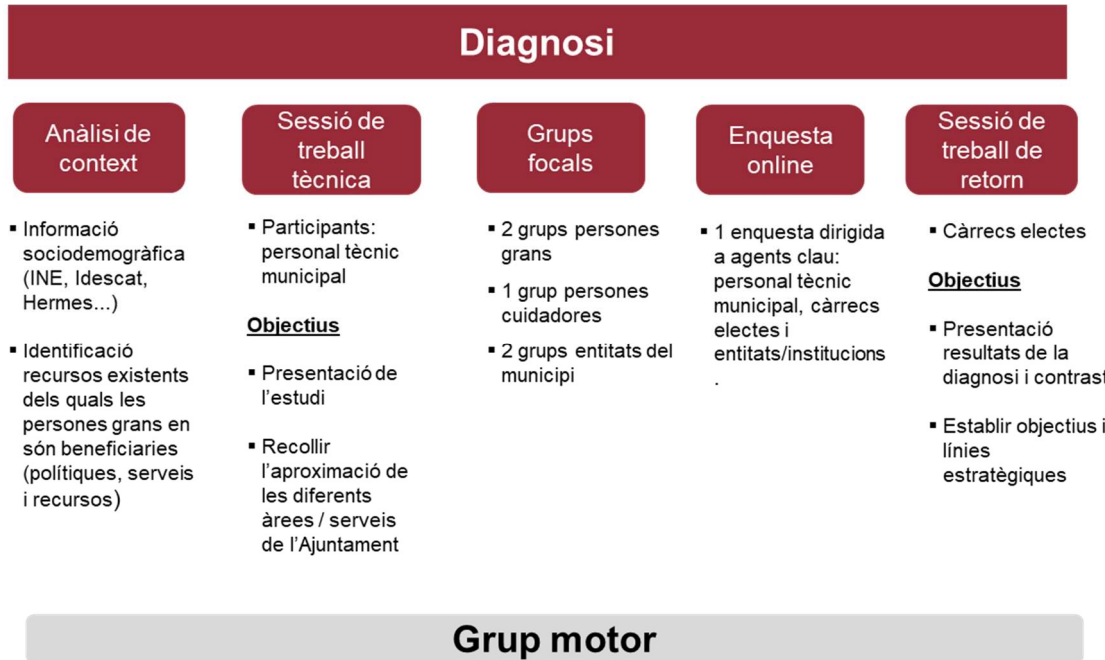 Diagnosi
Anàlisi de
context
▪ Informació
sociodemogràfica
(INE, Idescat,
Hermes...)
▪ Identificació
recursos existents
dels quals les
persones grans en
són beneficiaries
(polítiques, serveis
i recursos)
Sessió de
treball
tècnica
▪ Participants:
personal tècnic
municipal
Objectius
▪ Presentació de
l’estudi
▪ Recollir
l’aproximació de
les diferents
àrees / serveis
de l’Ajuntament
Grups
focals
▪ 2 grups persones
grans
▪ 1 grup persones
cuidadores
▪ 2 grups entitats del
municipi
Enquesta
online
▪ 1 enquesta dirigida
a agents clau:
personal tècnic
municipal, càrrecs
electes i
entitats/institucions
.
Sessió de
treball de
retorn
▪ Càrrecs electes
Objectius
▪ Presentació
resultats de la
diagnosi i contrast
▪ Establir objectius i
línies
estratègiques
Grup motor